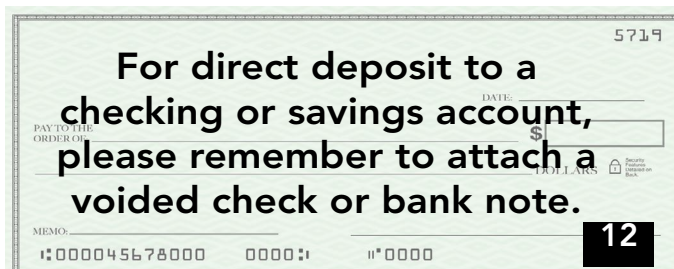 5719
For direct deposit to a
DATE:
checking or savings account,
PAY TO THE
ORDER OF
$
please remember to attach a
DOLLARS
Security
Features
Detailed on
Back.
voided check or bank note.
MEMO:
12
⑆000045678000 0000⑆ ⑈0000